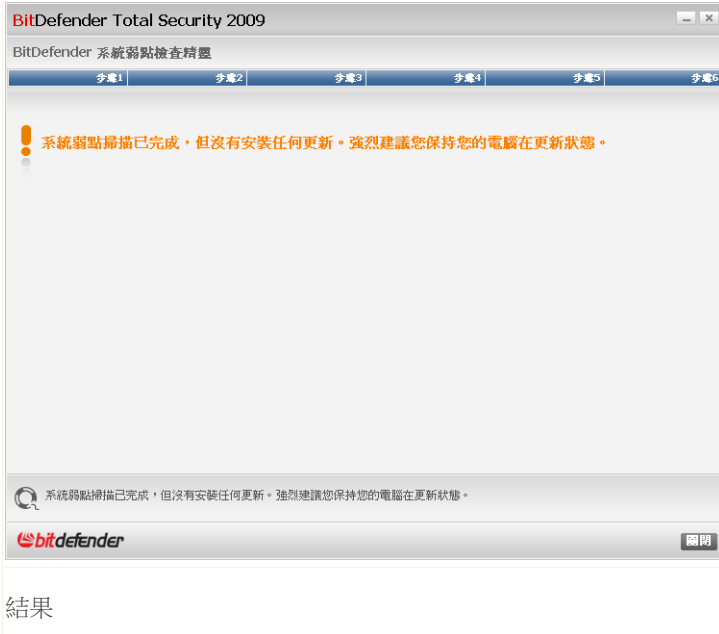 BitDefender Total Security 2009
BitDefender 系統弱點檢查精靈
步驟1 步驟2 步驟3 步驟4 步驟5 步驟6
系統弱點掃描已完成，但沒有安裝任何更新。強烈建議您保持您的電腦在更新狀態。
系統弱點掃描已完成，但沒有安裝任何更新。強烈建議您保持您的電腦在更新狀態。
bitdefender
關閉
結果